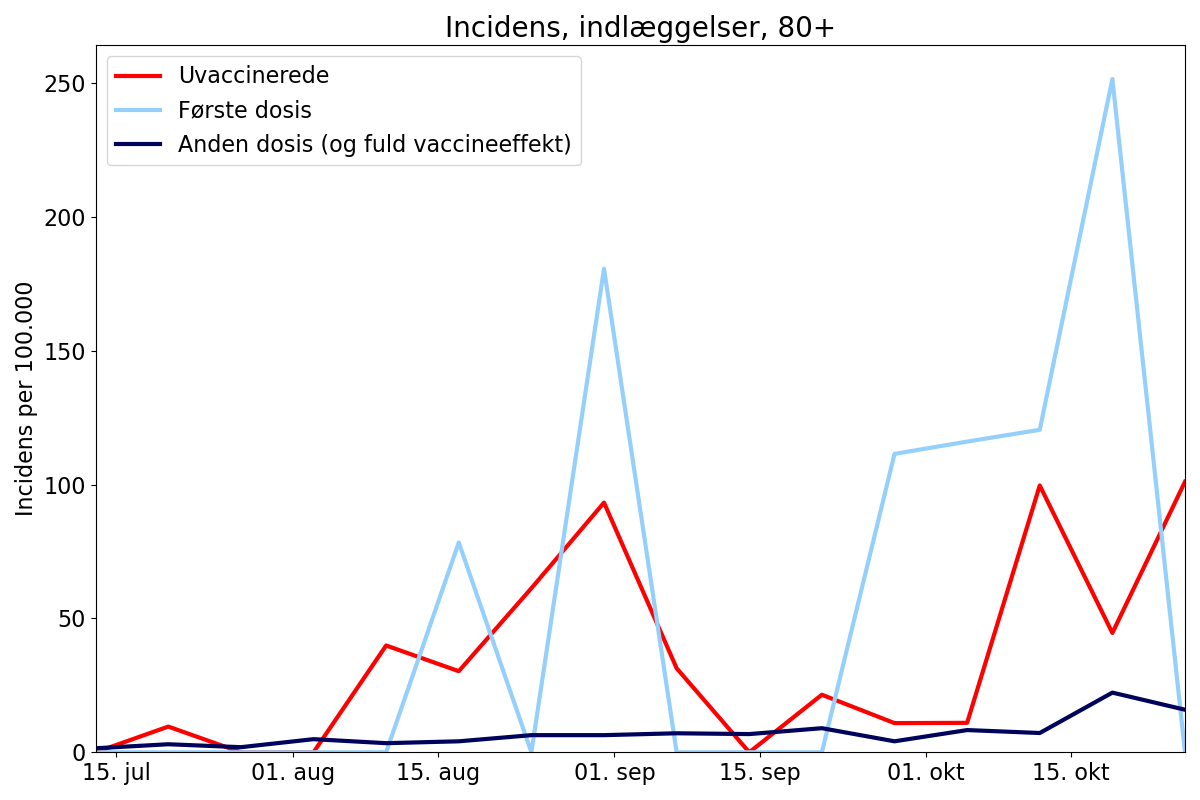 Incidens, indlæggelser, 80+
Uvaccinerede
Første dosis
Anden dosis (og fuld vaccineeffekt)
Incidens per 100.000
250
200
150
100
50
0
15. jul
01. aug
15. aug
01. sep
15. sep
01. okt
15. okt